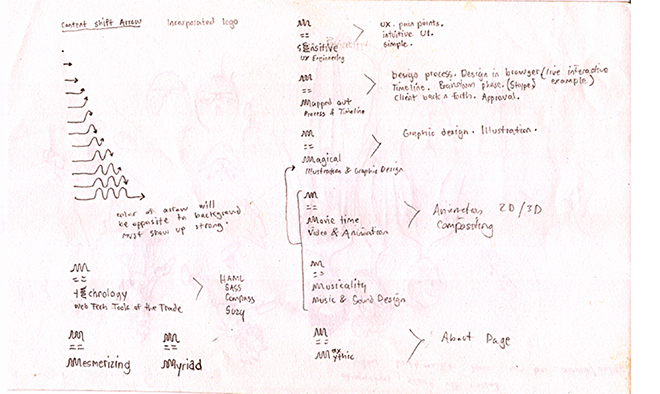 Content Shift Arrow
Incorporated logo
color of arrow will
be opposite to background
must show up strong.
Technology
Web Tech Tools of the Trade
HAML
SASS
Compass
Suzy
Mesmerizing
Myriad
Sensitive
UX Engineering
UX. pain points.
intuitive UI.
simple.
Mapped out
Process & Timeline
Design process. Design in browser (live interactive
Timeline. Brainstorm phase. (Skype) example)
Client back n forth. Approval.
Magical
Illustration & Graphic Design
Graphic design. Illustration.
Movie time
Video & Animation
Animation 2D/3D
Compositing
Musicality
Music & Sound Design
Mythic
About Page